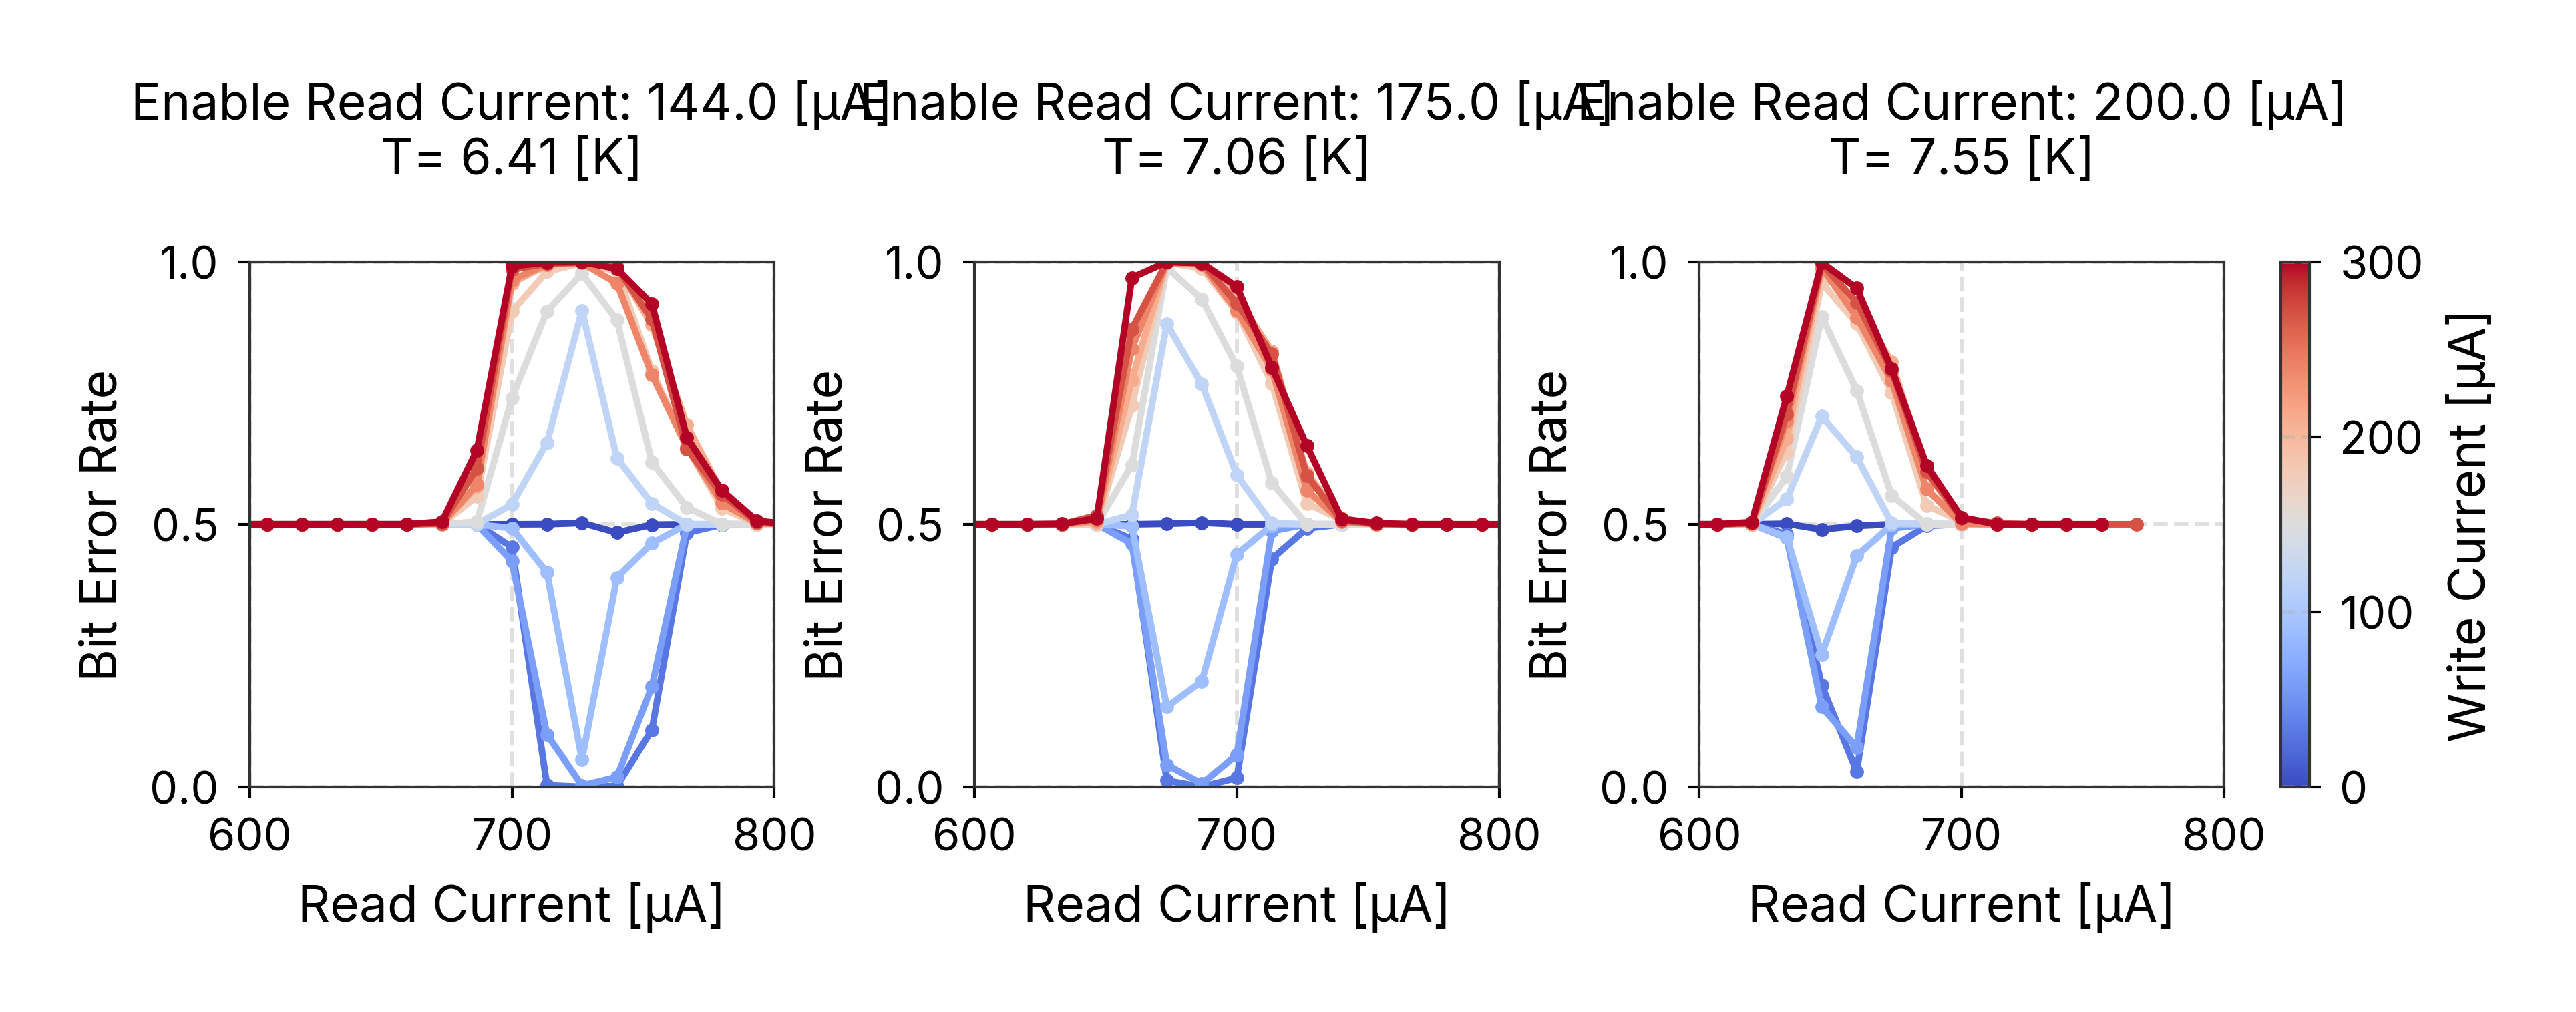 Enable Read Current: 144.0 [µA]
T= 6.41 [K]
Enable Read Current: 175.0 [µA]
T= 7.06 [K]
Enable Read Current: 200.0 [µA]
T= 7.55 [K]
Bit Error Rate
1.0
0.5
0.0
600
700
800
Read Current [µA]
Bit Error Rate
1.0
0.5
0.0
600
700
800
Read Current [µA]
Bit Error Rate
1.0
0.5
0.0
600
700
800
Read Current [µA]
300
200
100
0
Write Current [µA]